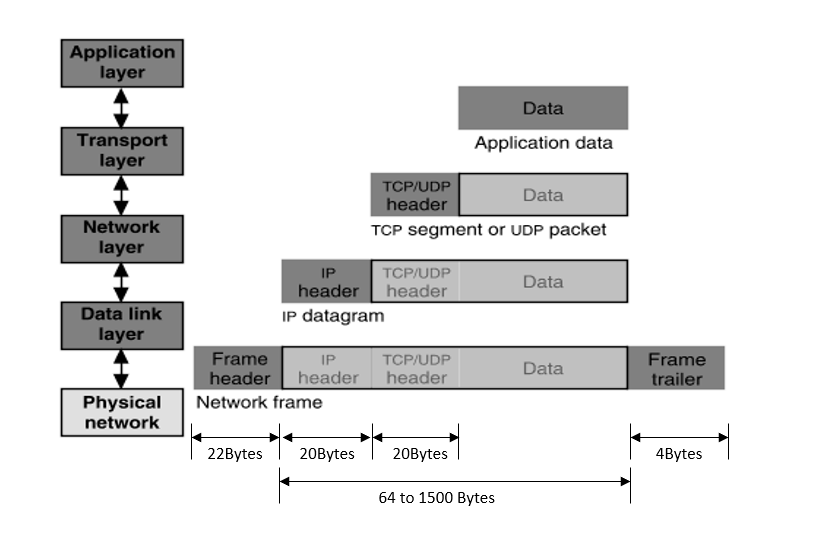 Application
layer
Transport
layer
Network
layer
Data link
layer
Physical
network
Data
Application data
TCP/UDP
header
Data
TCP segment or UDP packet
IP
header
TCP/UDP
header
Data
IP datagram
Frame
header
IP
header
TCP/UDP
header
Data
Frame
trailer
Network frame
22Bytes
20Bytes
20Bytes
4Bytes
64 to 1500 Bytes